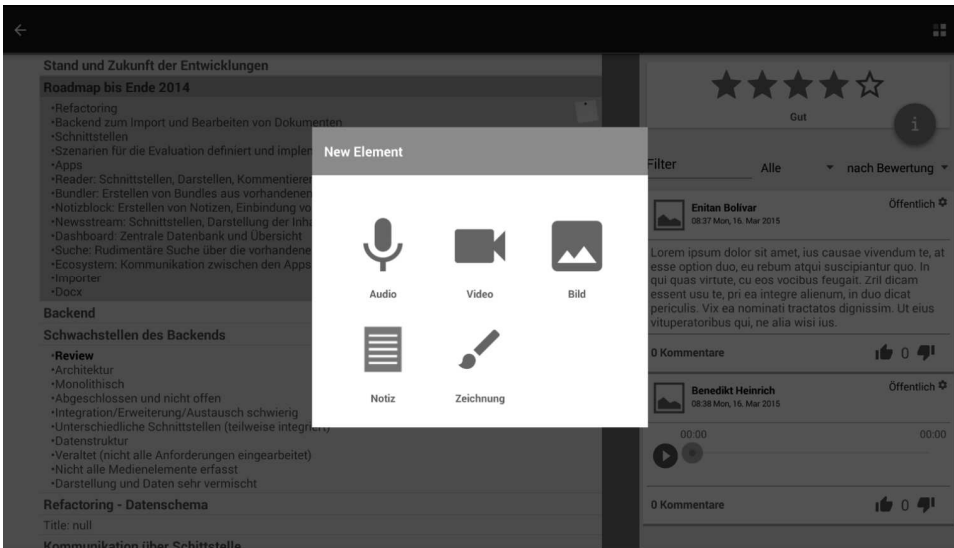 Stand und Zukunft der Entwicklungen
Roadmap bis Ende 2014
•Refactoring
•Backend zum Import und Bearbeiten von Dokumenten
•Schnittstellen
•Szenarien für die Evaluation definiert und implem
•Apps
•Reader: Schnittstellen, Darstellen, Kommentieren
•Bundler: Erstellen von Bundles aus vorhandenen
•Notizblock: Erstellen von Notizen, Einbindung vo
•Newsstream: Schnittstellen, Darstellung der Inha
•Dashboard: Zentrale Datenbank und Übersicht
•Suche: Rudimentäre Suche über die vorhandene
•Ecosystem: Kommunikation zwischen den Apps
•Importer
•Docx
Backend
Schwachstellen des Backends
•Review
•Architektur
•Monolithisch
•Abgeschlossen und nicht offen
•Integration/Erweiterung/Austausch schwierig
•Unterschiedliche Schnittstellen (teilweise integriert)
•Datenstruktur
•Veraltet (nicht alle Anforderungen eingearbeitet)
•Nicht alle Medienelemente erfasst
•Darstellung und Daten sehr vermischt
Refactoring - Datenschema
Title: null
Kommunikation über Schittstelle
New Element
Audio Video Bild
Notiz Zeichnung
Gut
i
Filter Alle nach Bewertung
Enitan Bolivar Öffentlich
08:37 Mon, 16. Mar 2015
Lorem ipsum dolor sit amet, ius causae vivendum te, at
esse option duo, eu rebum atqui suscipiantur quo. In
qui quas virtute, cu eos vocibus feugait. Zril dicam
essent usu te, pri ea integre alienum, in duo dicat
periculis. Vix ea nominati tractatos dignissim. Ut eius
vituperatoribus qui, ne alia wisi ius.
0 Kommentare 0
Benedikt Heinrich Öffentlich
08:38 Mon, 16. Mar 2015
00:00 00:00
0 Kommentare 0